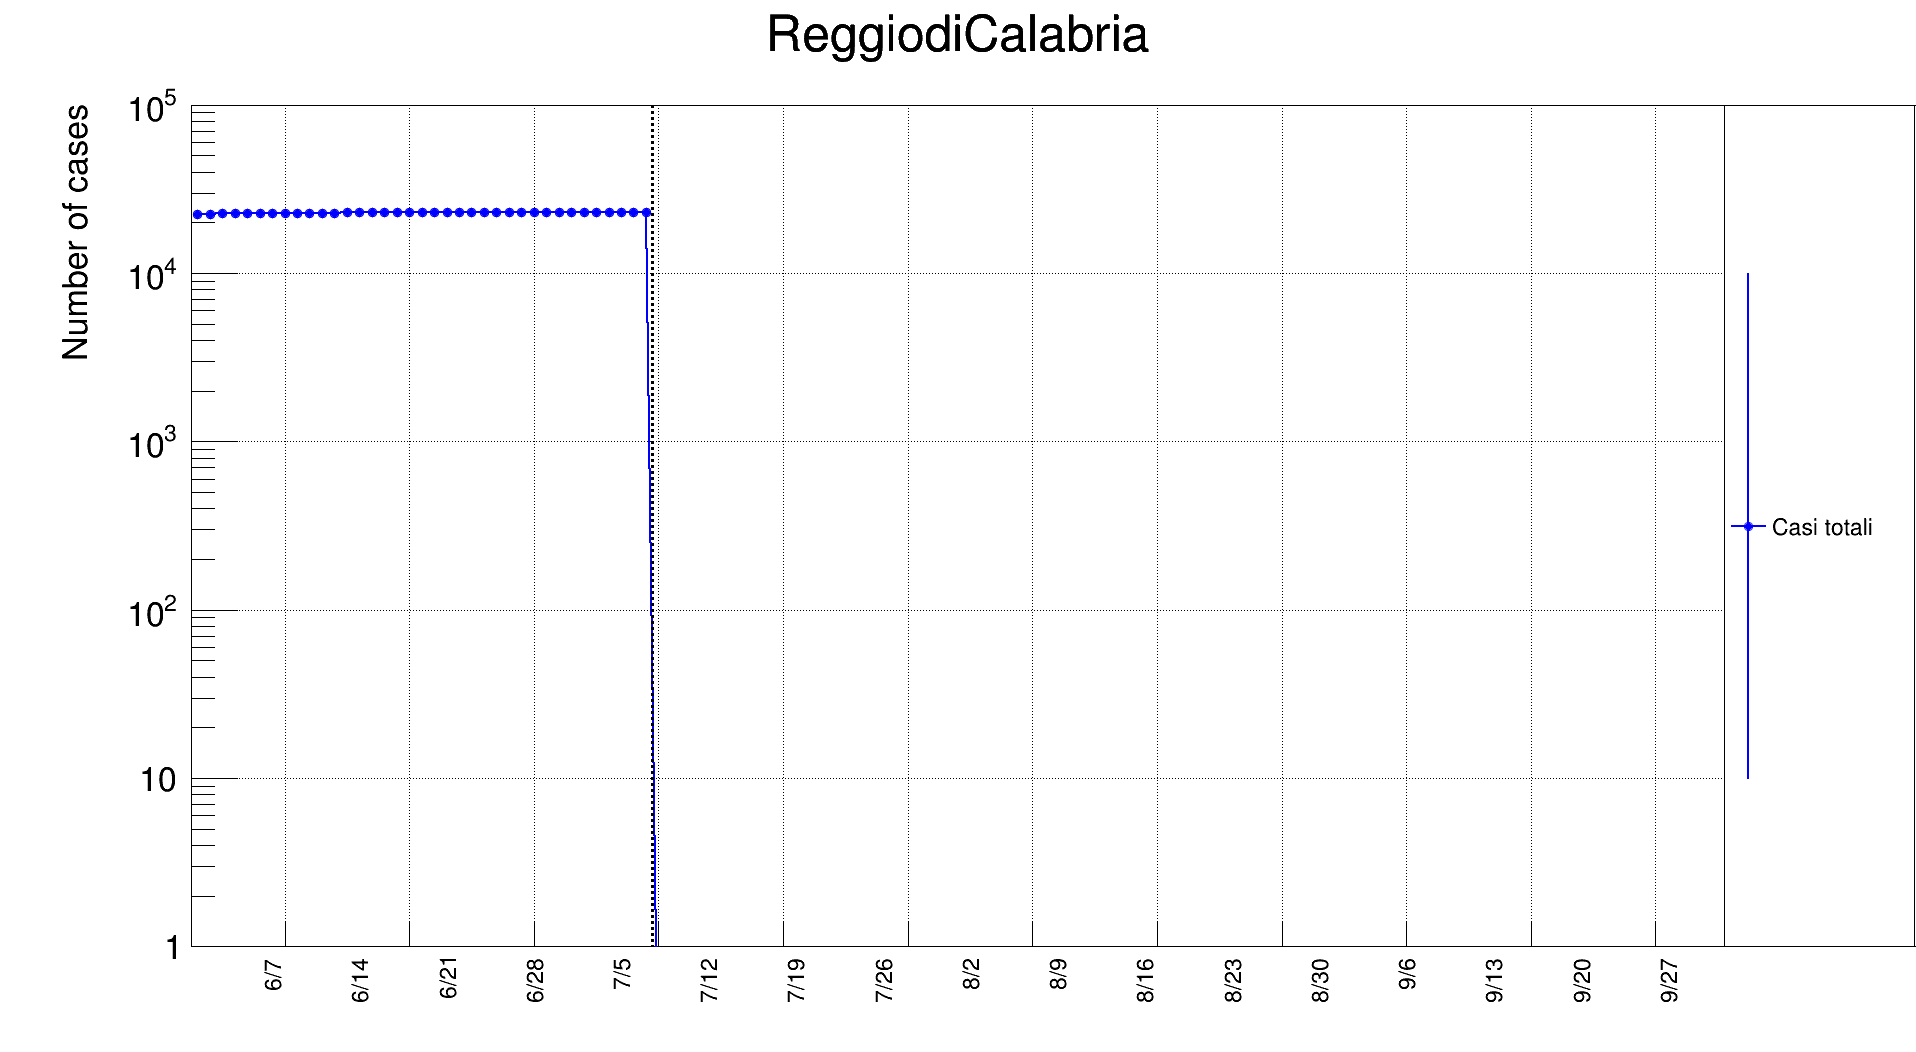 ReggiodiCalabria
Number of cases
10^5
10^4
10^3
10^2
10
1
6/7 6/14 6/21 6/28 7/5 7/12 7/19 7/26 8/2 8/9 8/16 8/23 8/30 9/6 9/13 9/20 9/27
Casi totali